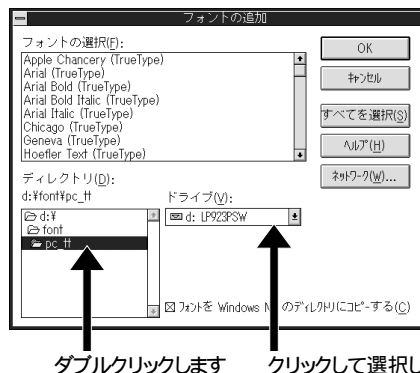 フォントの追加
フォントの選択(F):
Apple Chancery (TrueType)
Arial (TrueType)
Arial Bold (TrueType)
Arial Bold Italic (TrueType)
Arial Italic (TrueType)
Chicago (TrueType)
Geneva (TrueType)
Hoefler Text (TrueType)
OK
キャンセル
すべてを選択(S)
ヘルプ(H)
ネットワーク(W)...
ディレクトリ(D):
d:¥font¥pc_tt
d:¥
font
pc_tt
ドライブ(V):
d: LP923PSW
フォントを Windows N のディレクトリにコピーする(C)
ダブルクリックします
クリックして選択し